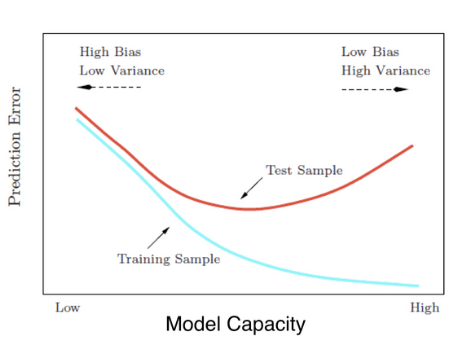 High Bias
Low Variance
Low Bias
High Variance
Prediction Error
Test Sample
Training Sample
Low
High
Model Capacity